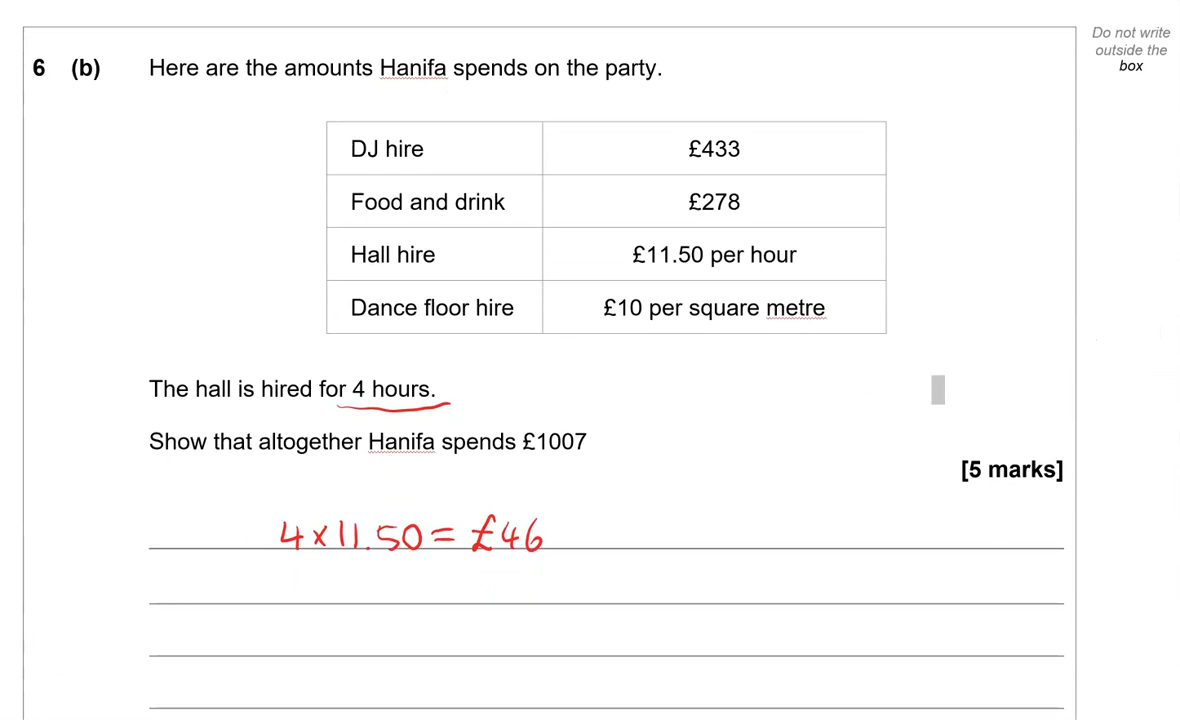 Do not write
outside the
box
6 (b) Here are the amounts Hanifa spends on the party.
DJ hire £433
Food and drink £278
Hall hire £11.50 per hour
Dance floor hire £10 per square metre
The hall is hired for 4 hours.
Show that altogether Hanifa spends £1007
[5 marks]
4 x 11.50 = £46